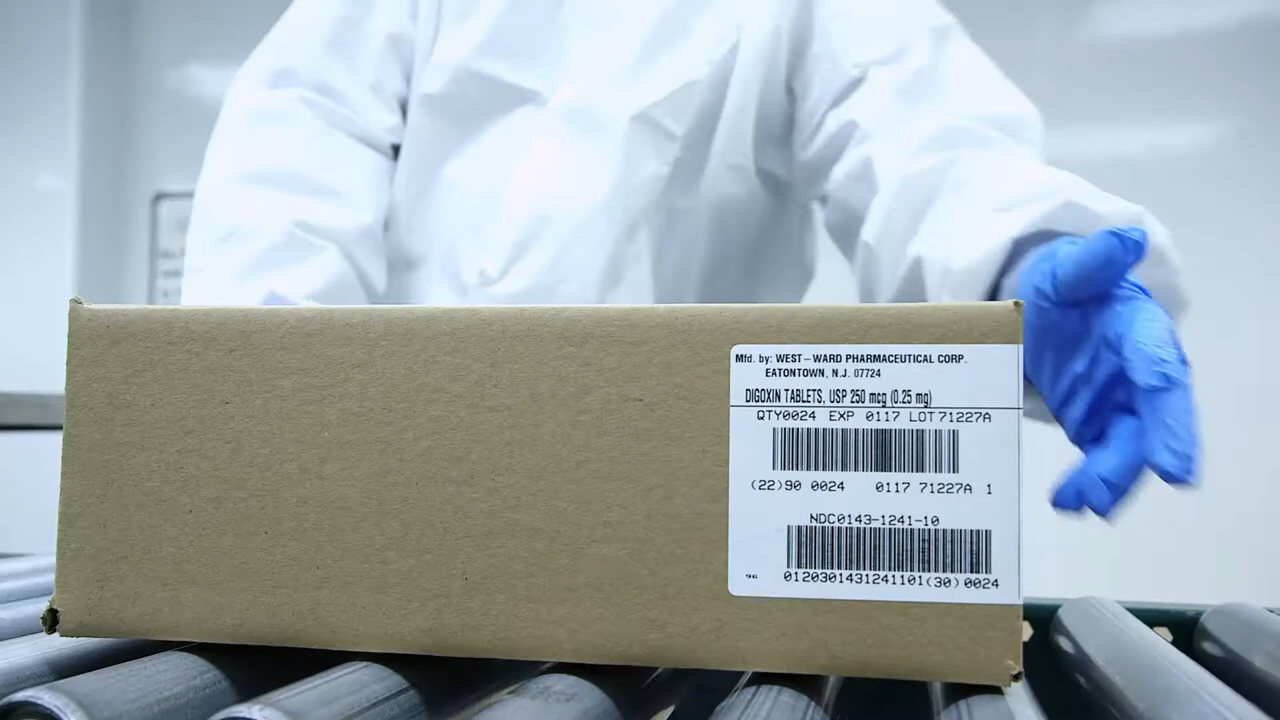 Mfd. by: WEST-WARD PHARMACEUTICAL CORP.
EATONTOWN, N.J. 07724
DIGOXIN TABLETS, USP 250 mcg (0.25 mg)
QTY0024 EXP 0117 LOT71227A
(22)90 0024 0117 71227A 1
NDC0143-1241-10
96 0120301431241101(30)0024